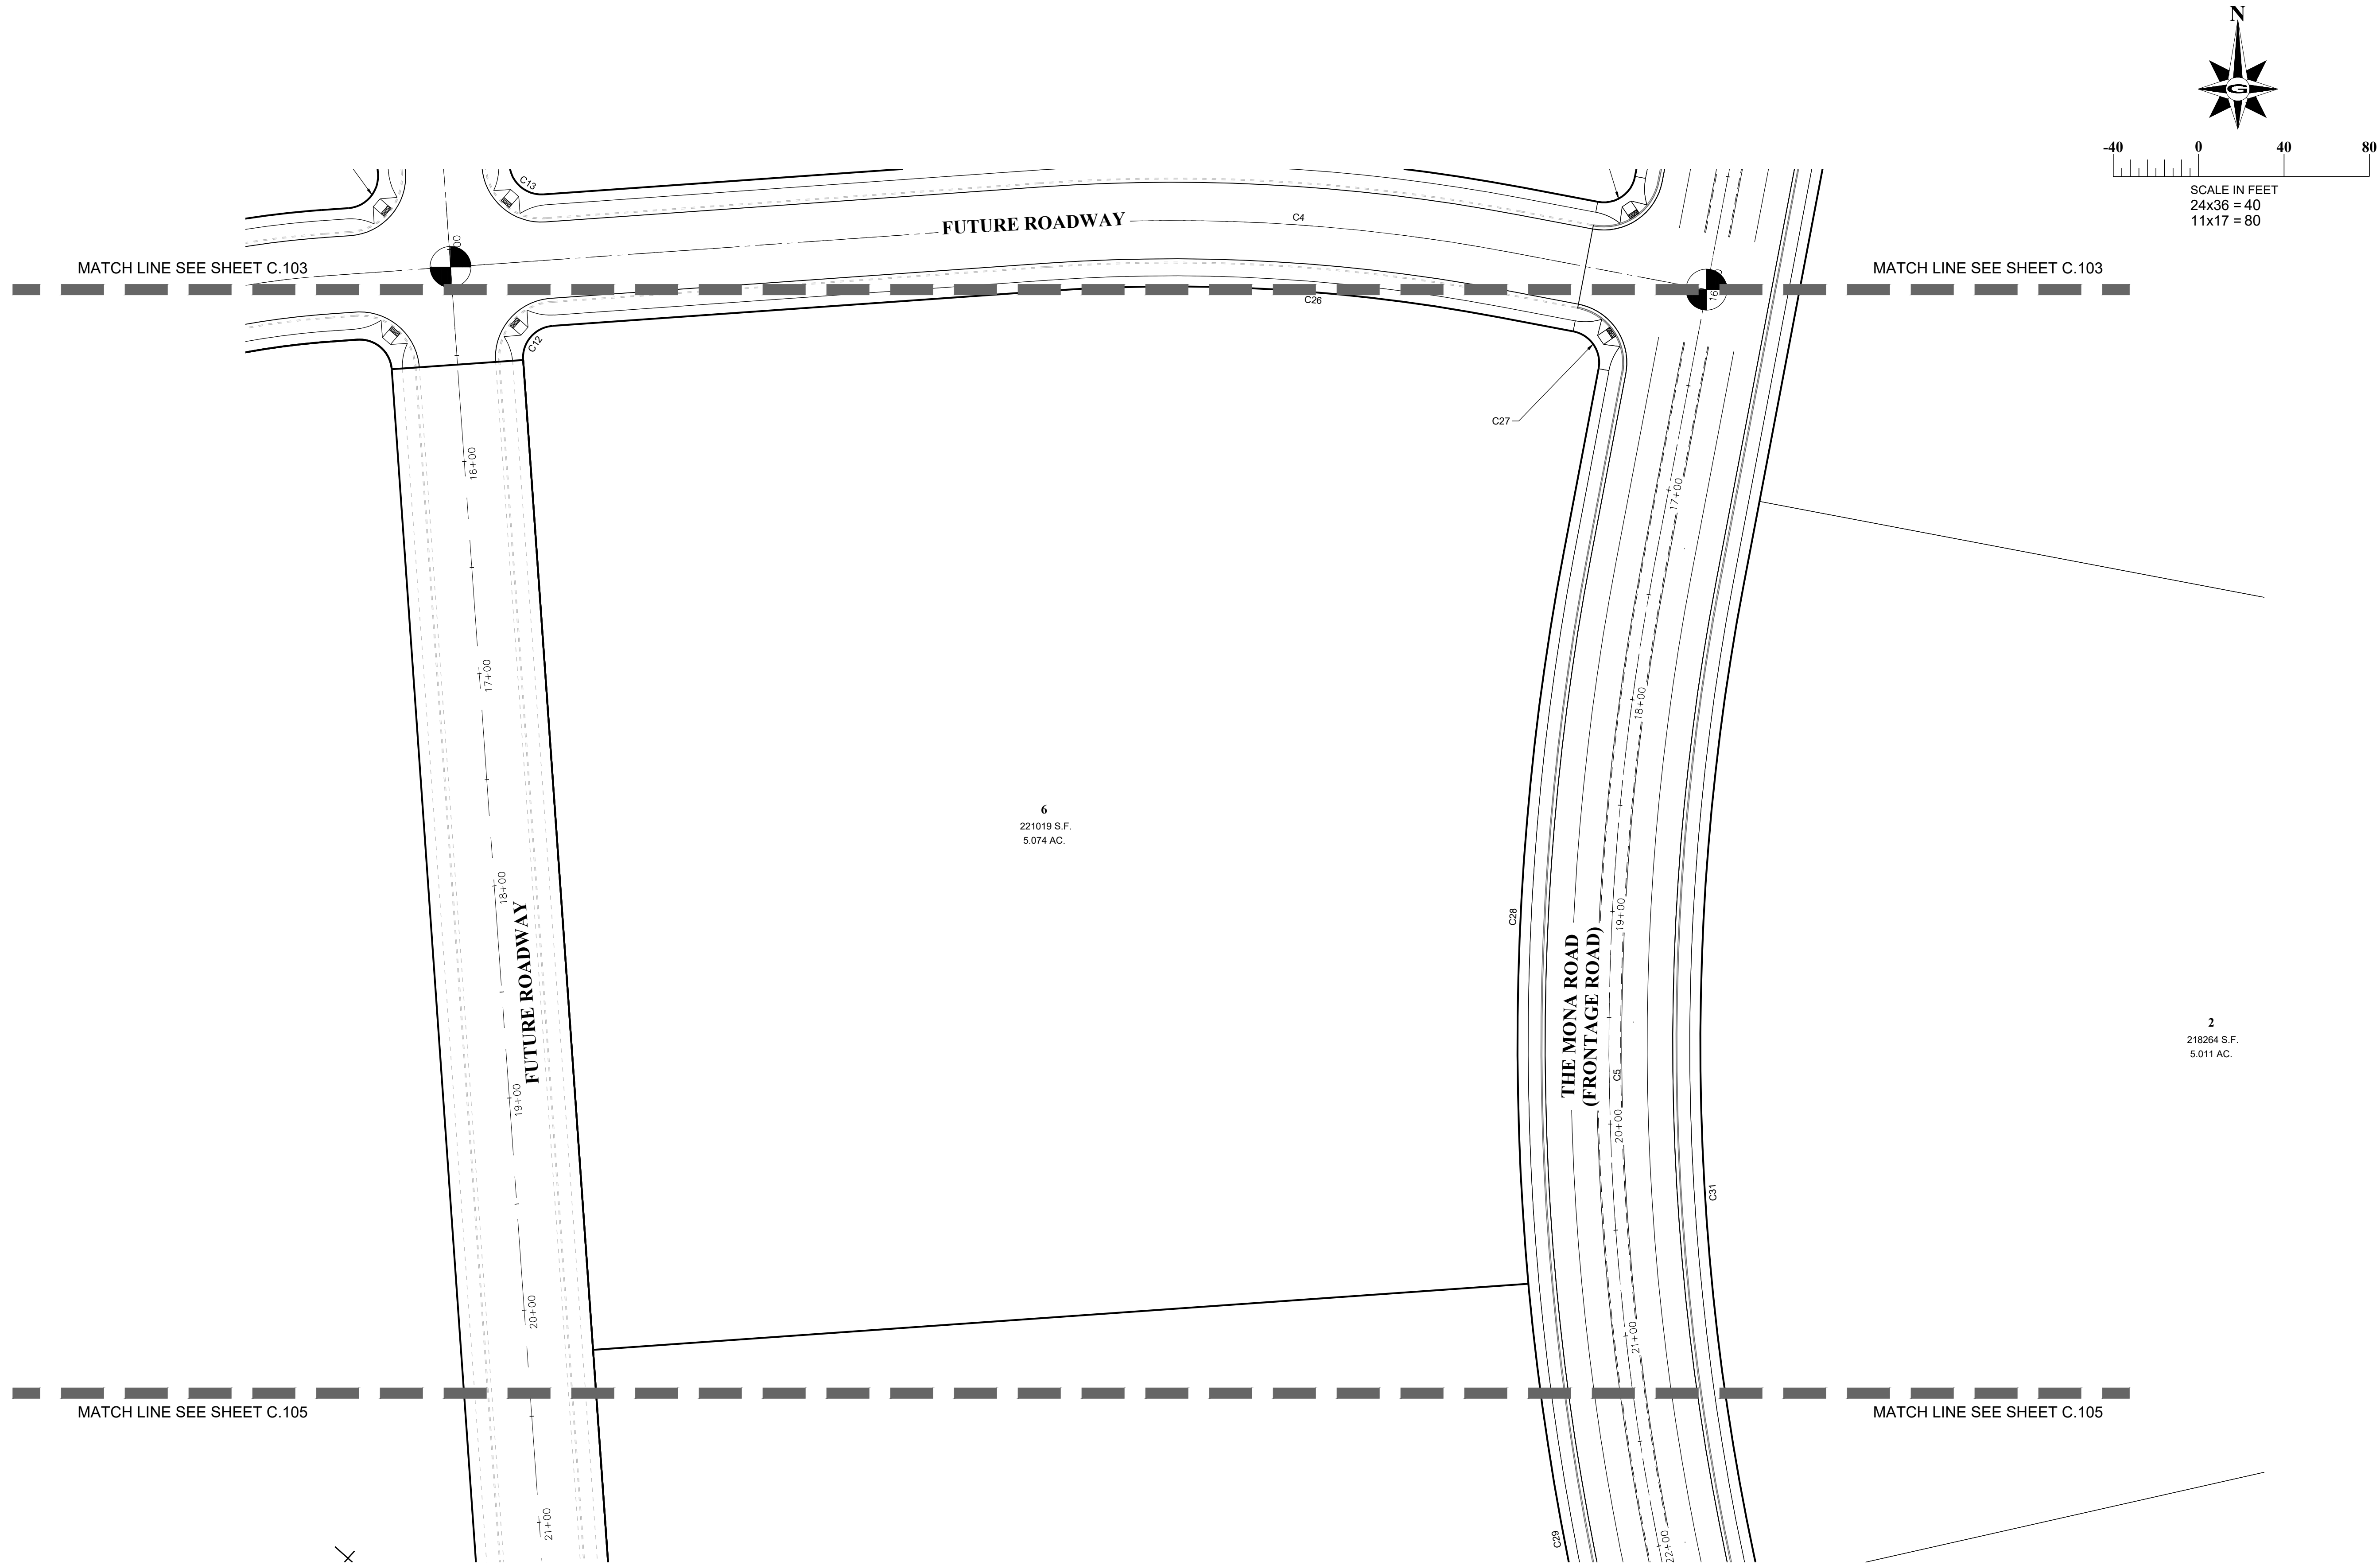 N
G
-40 0 40 80
SCALE IN FEET
24x36 = 40
11x17 = 80
C13
FUTURE ROADWAY
C4
MATCH LINE SEE SHEET C.103
MATCH LINE SEE SHEET C.103
C26
C12
C27
16+00
17+00
17+00
18+00
6
221019 S.F.
5.074 AC.
18+00
FUTURE ROADWAY
19+00
C28
19+00
THE MONA ROAD
(FRONTAGE ROAD)
C5
20+00
2
218264 S.F.
5.011 AC.
C31
20+00
21+00
MATCH LINE SEE SHEET C.105
MATCH LINE SEE SHEET C.105
21+00
C29
22+00